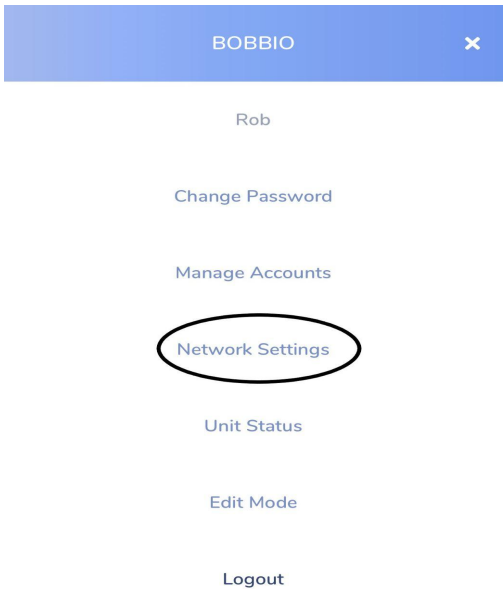 BOBBIO
Rob
Change Password
Manage Accounts
Network Settings
Unit Status
Edit Mode
Logout